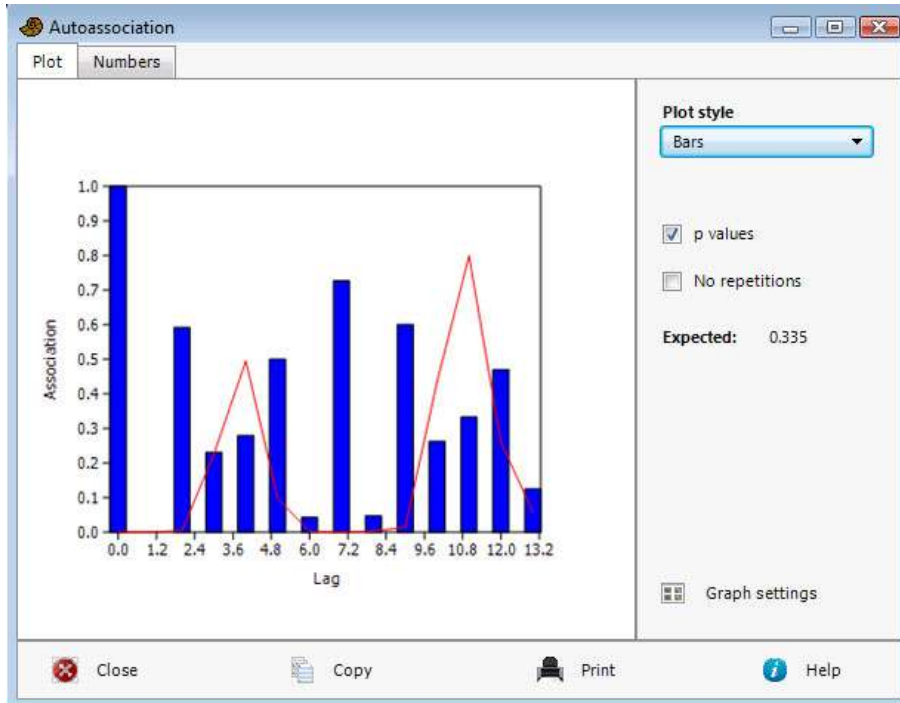 Autoassociation
Plot Numbers
Plot style
Bars
p values
No repetitions
Expected: 0.335
1.0
0.9
0.8
0.7
0.6
0.5
0.4
0.3
0.2
0.1
0.0
Association
0.0 1.2 2.4 3.6 4.8 6.0 7.2 8.4 9.6 10.8 12.0 13.2
Lag
Graph settings
Close Copy Print Help